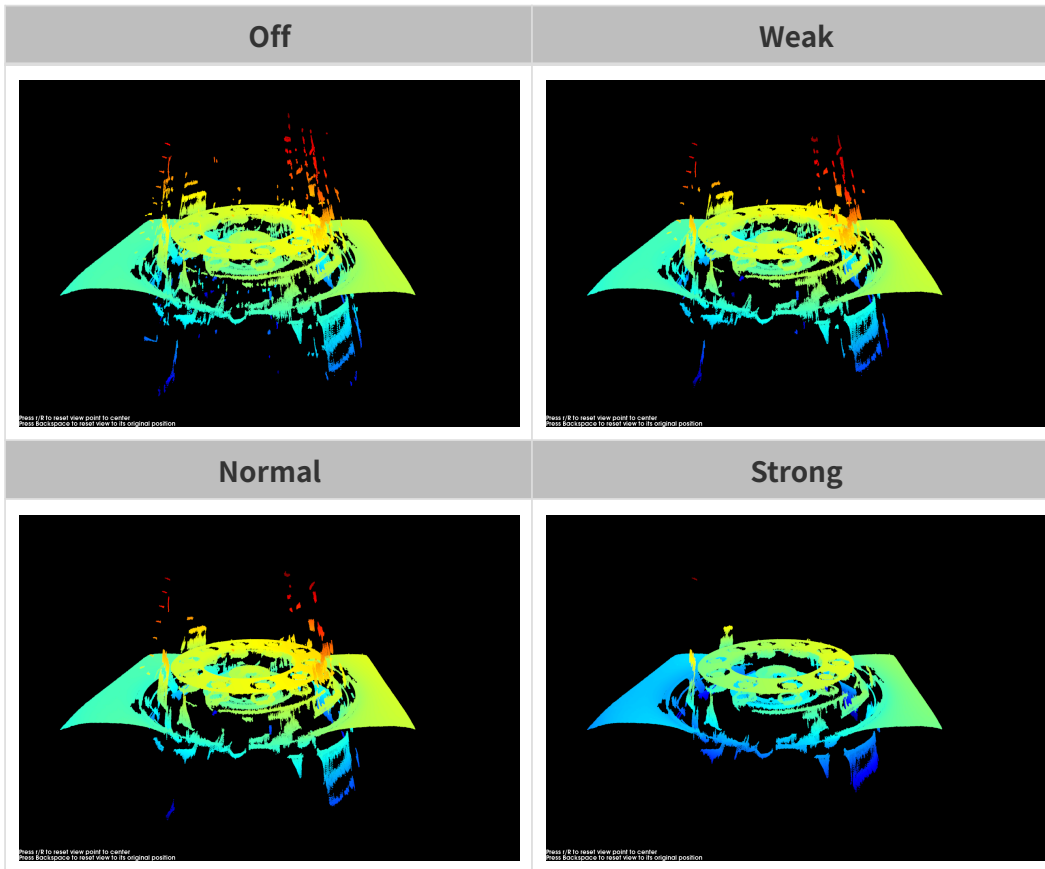 Off
Weak
Press r/R to reset view point to center
Press Backspace to reset view to its original position
Press r/R to reset view point to center
Press Backspace to reset view to its original position
Normal
Strong
Press r/R to reset view point to center
Press Backspace to reset view to its original position
Press r/R to reset view point to center
Press Backspace to reset view to its original position